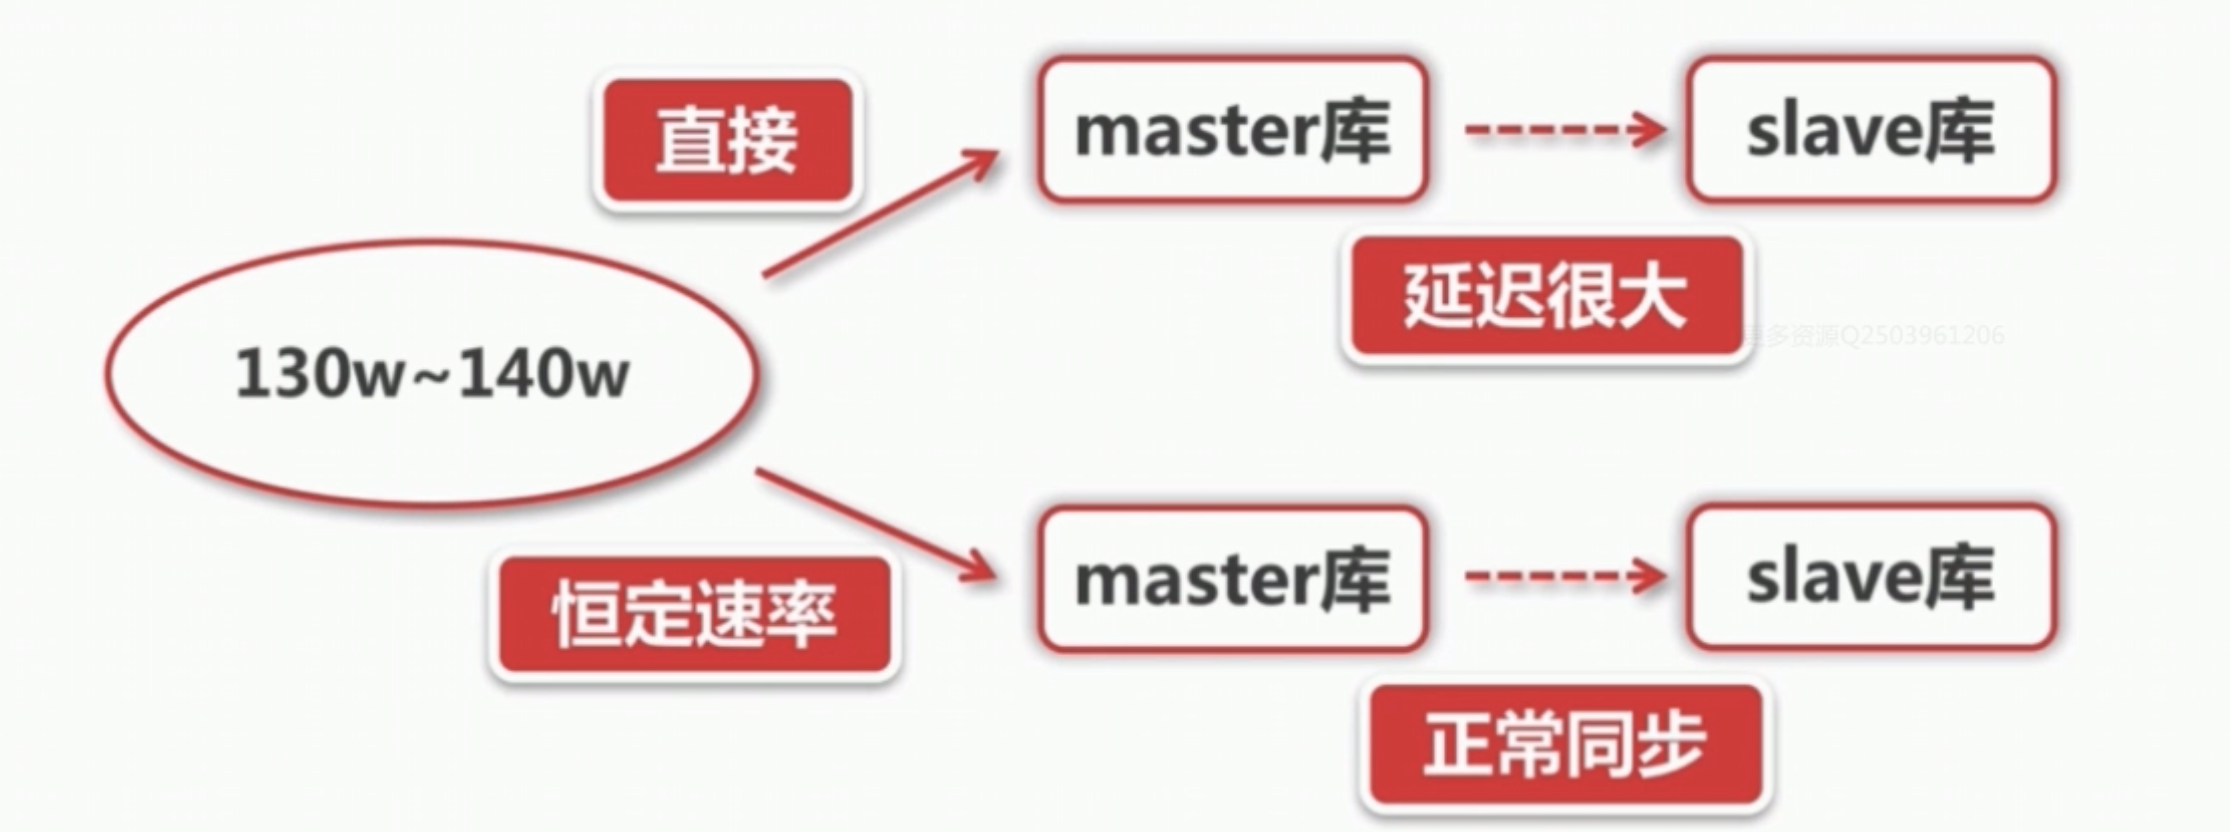 直接
master库
slave库
延迟很大
更多资源Q2503961206
130w~140w
恒定速率
master库
slave库
正常同步